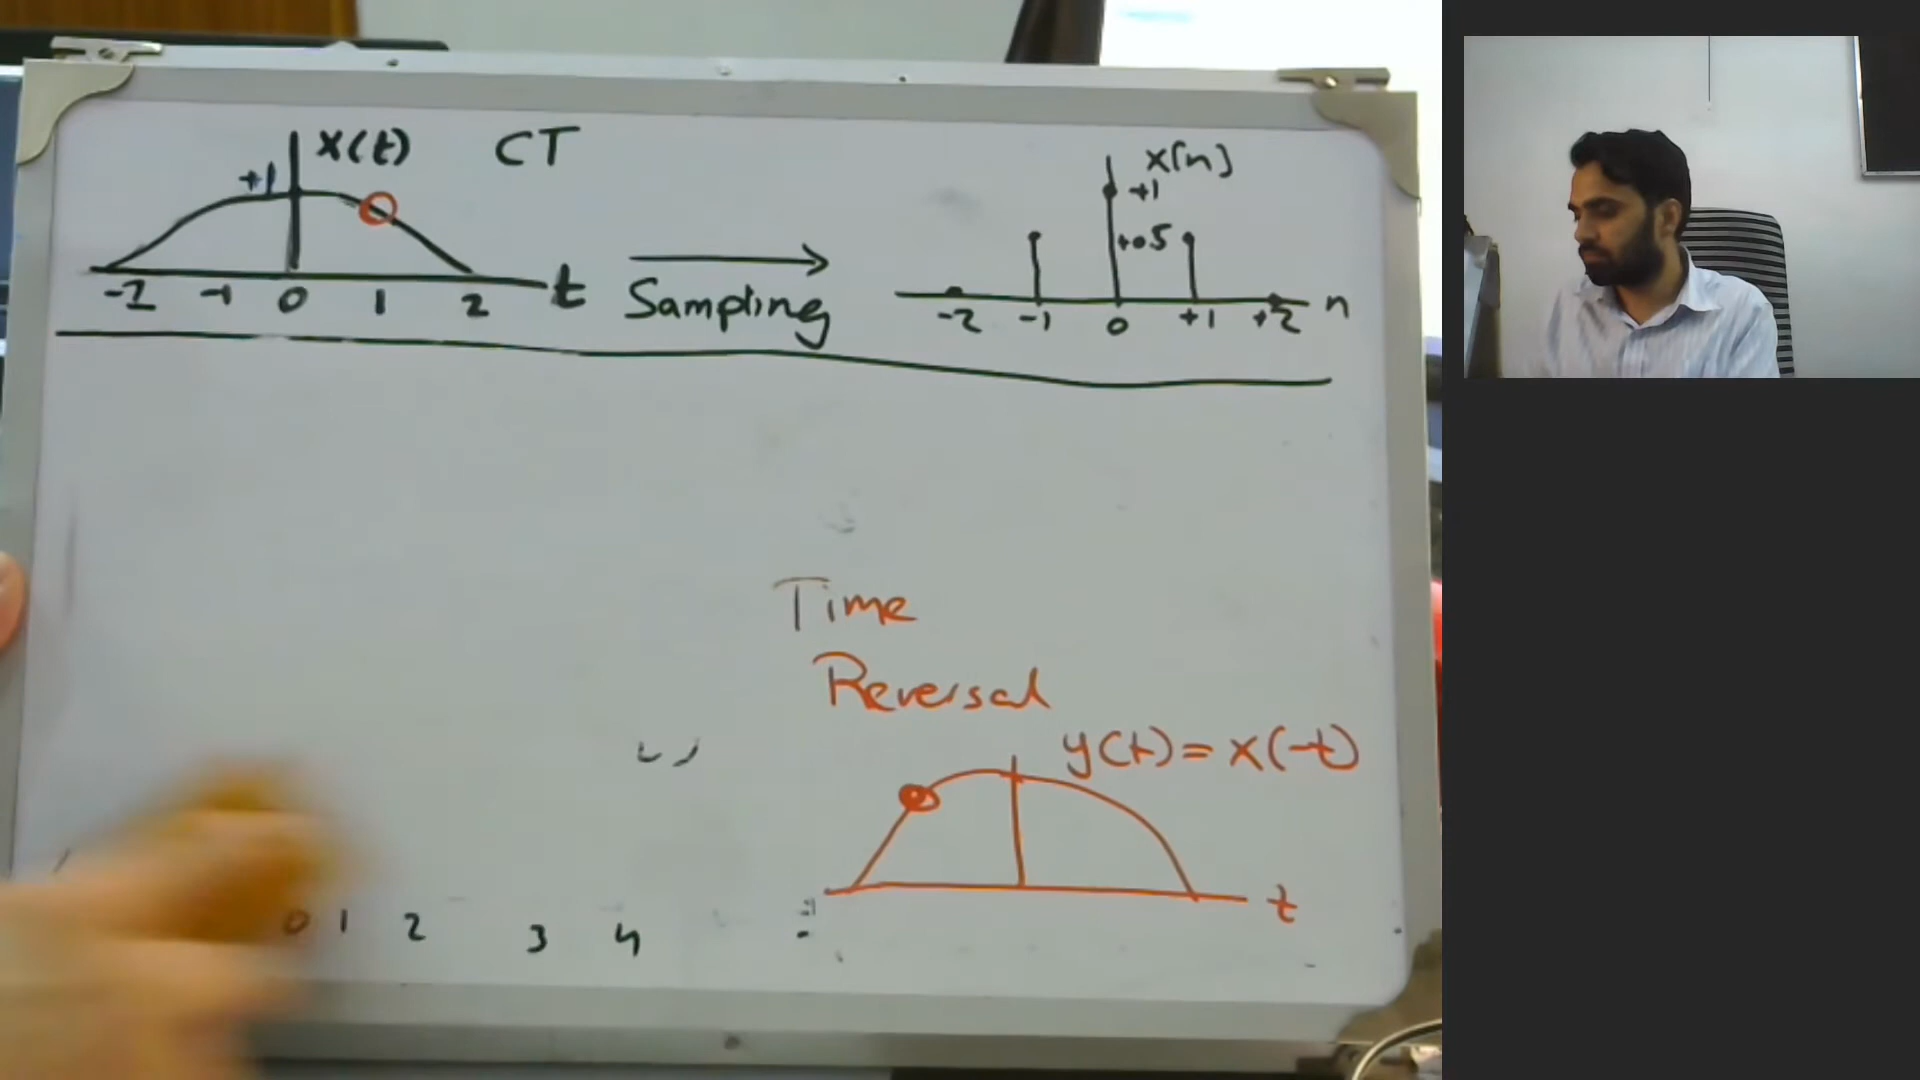 x(t) CT
+1
-2 -1 0 1 2 t
Sampling
x[n]
+1
+0.5
-2 -1 0 +1 +2 n
Time
Reversal
y(t) = x(-t)
t
0 1 2 3 4